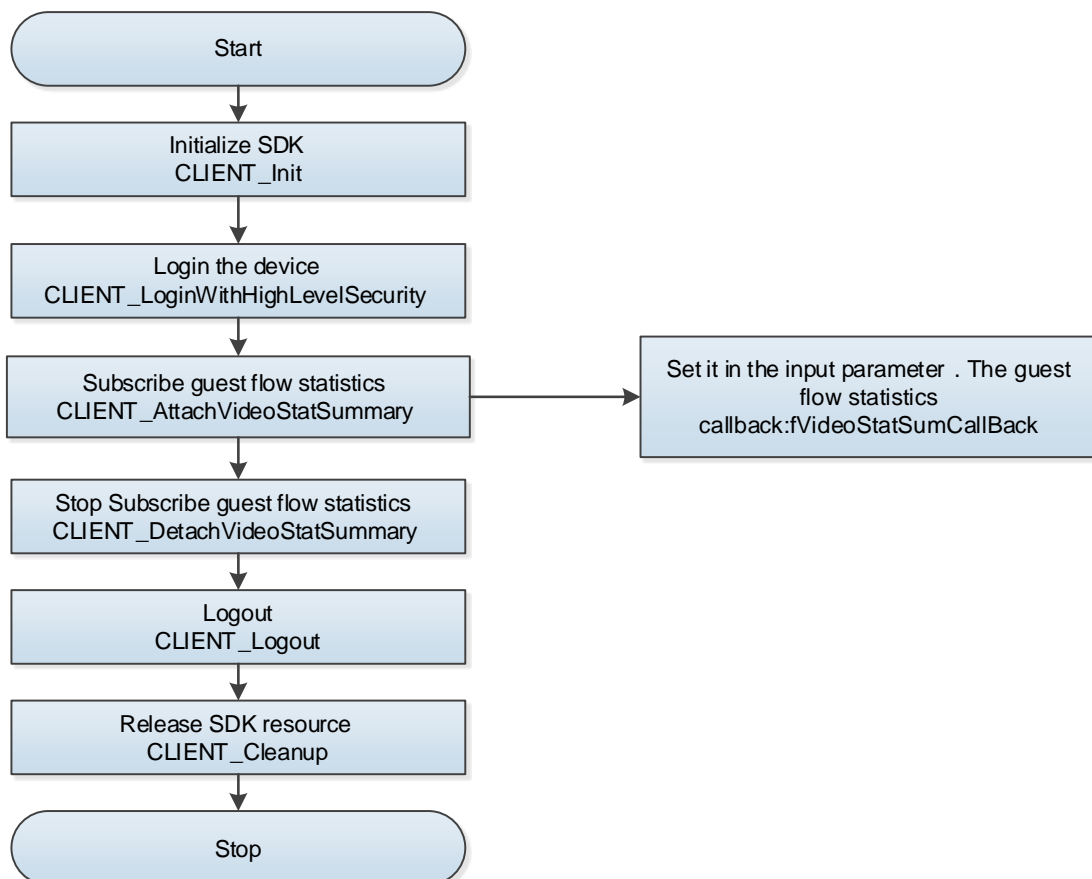 Start
Initialize SDK
CLIENT_Init
Login the device
CLIENT_LoginWithHighLevelSecurity
Subscribe guest flow statistics
CLIENT_AttachVideoStatSummary
Set it in the input parameter . The guest
flow statistics
callback:fVideoStatSumCallBack
Stop Subscribe guest flow statistics
CLIENT_DetachVideoStatSummary
Logout
CLIENT_Logout
Release SDK resource
CLIENT_Cleanup
Stop